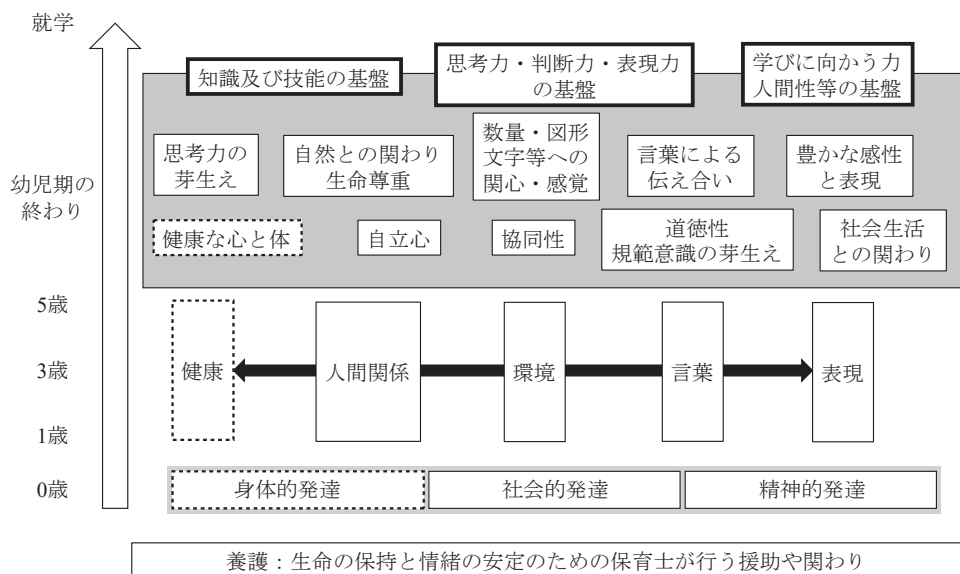 就学
知識及び技能の基盤
思考力・判断力・表現力
の基盤
学びに向かう力
人間性等の基盤
幼児期の
終わり
思考力の
芽生え
自然との関わり
生命尊重
数量・図形
文字等への
関心・感覚
言葉による
伝え合い
豊かな感性
と表現
健康な心と体
自立心
協同性
道徳性
規範意識の芽生え
社会生活
との関わり
5歳
3歳
1歳
0歳
健康
人間関係
環境
言葉
表現
身体的発達
社会的発達
精神的発達
養護：生命の保持と情緒の安定のための保育士が行う援助や関わり